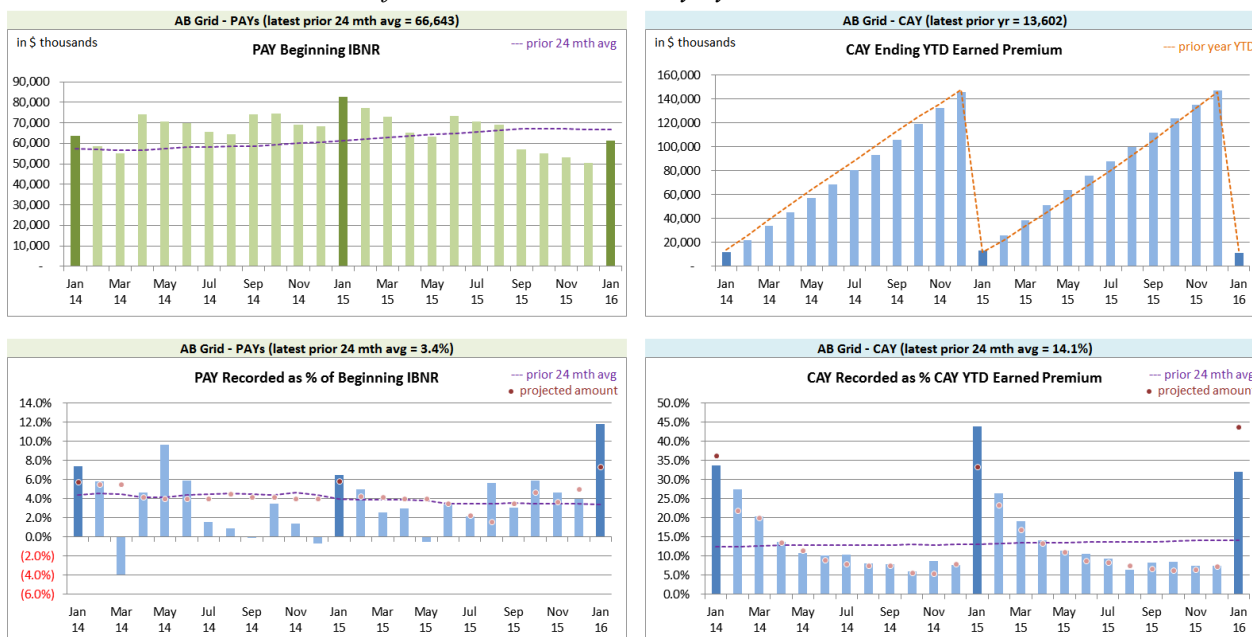 AB Grid - PAYs (latest prior 24 mth avg = 66,643)
in $ thousands
PAY Beginning IBNR
--- prior 24 mth avg
90,000
80,000
70,000
60,000
50,000
40,000
30,000
20,000
10,000
-
Jan Mar May Jul Sep Nov Jan Mar May Jul Sep Nov Jan
14 14 14 14 14 14 15 15 15 15 15 15 16
AB Grid - CAY (latest prior yr = 13,602)
in $ thousands
CAY Ending YTD Earned Premium
--- prior year YTD
160,000
140,000
120,000
100,000
80,000
60,000
40,000
20,000
-
Jan Mar May Jul Sep Nov Jan Mar May Jul Sep Nov Jan
14 14 14 14 14 14 15 15 15 15 15 15 16
AB Grid - PAYs (latest prior 24 mth avg = 3.4%)
PAY Recorded as % of Beginning IBNR
--- prior 24 mth avg
• projected amount
14.0%
12.0%
10.0%
8.0%
6.0%
4.0%
2.0%
0.0%
(2.0%)
(4.0%)
(6.0%)
Jan Mar May Jul Sep Nov Jan Mar May Jul Sep Nov Jan
14 14 14 14 14 14 15 15 15 15 15 15 16
AB Grid - CAY (latest prior 24 mth avg = 14.1%)
CAY Recorded as % CAY YTD Earned Premium
--- prior 24 mth avg
• projected amount
50.0%
45.0%
40.0%
35.0%
30.0%
25.0%
20.0%
15.0%
10.0%
5.0%
0.0%
Jan Mar May Jul Sep Nov Jan Mar May Jul Sep Nov Jan
14 14 14 14 14 14 15 15 15 15 15 15 16